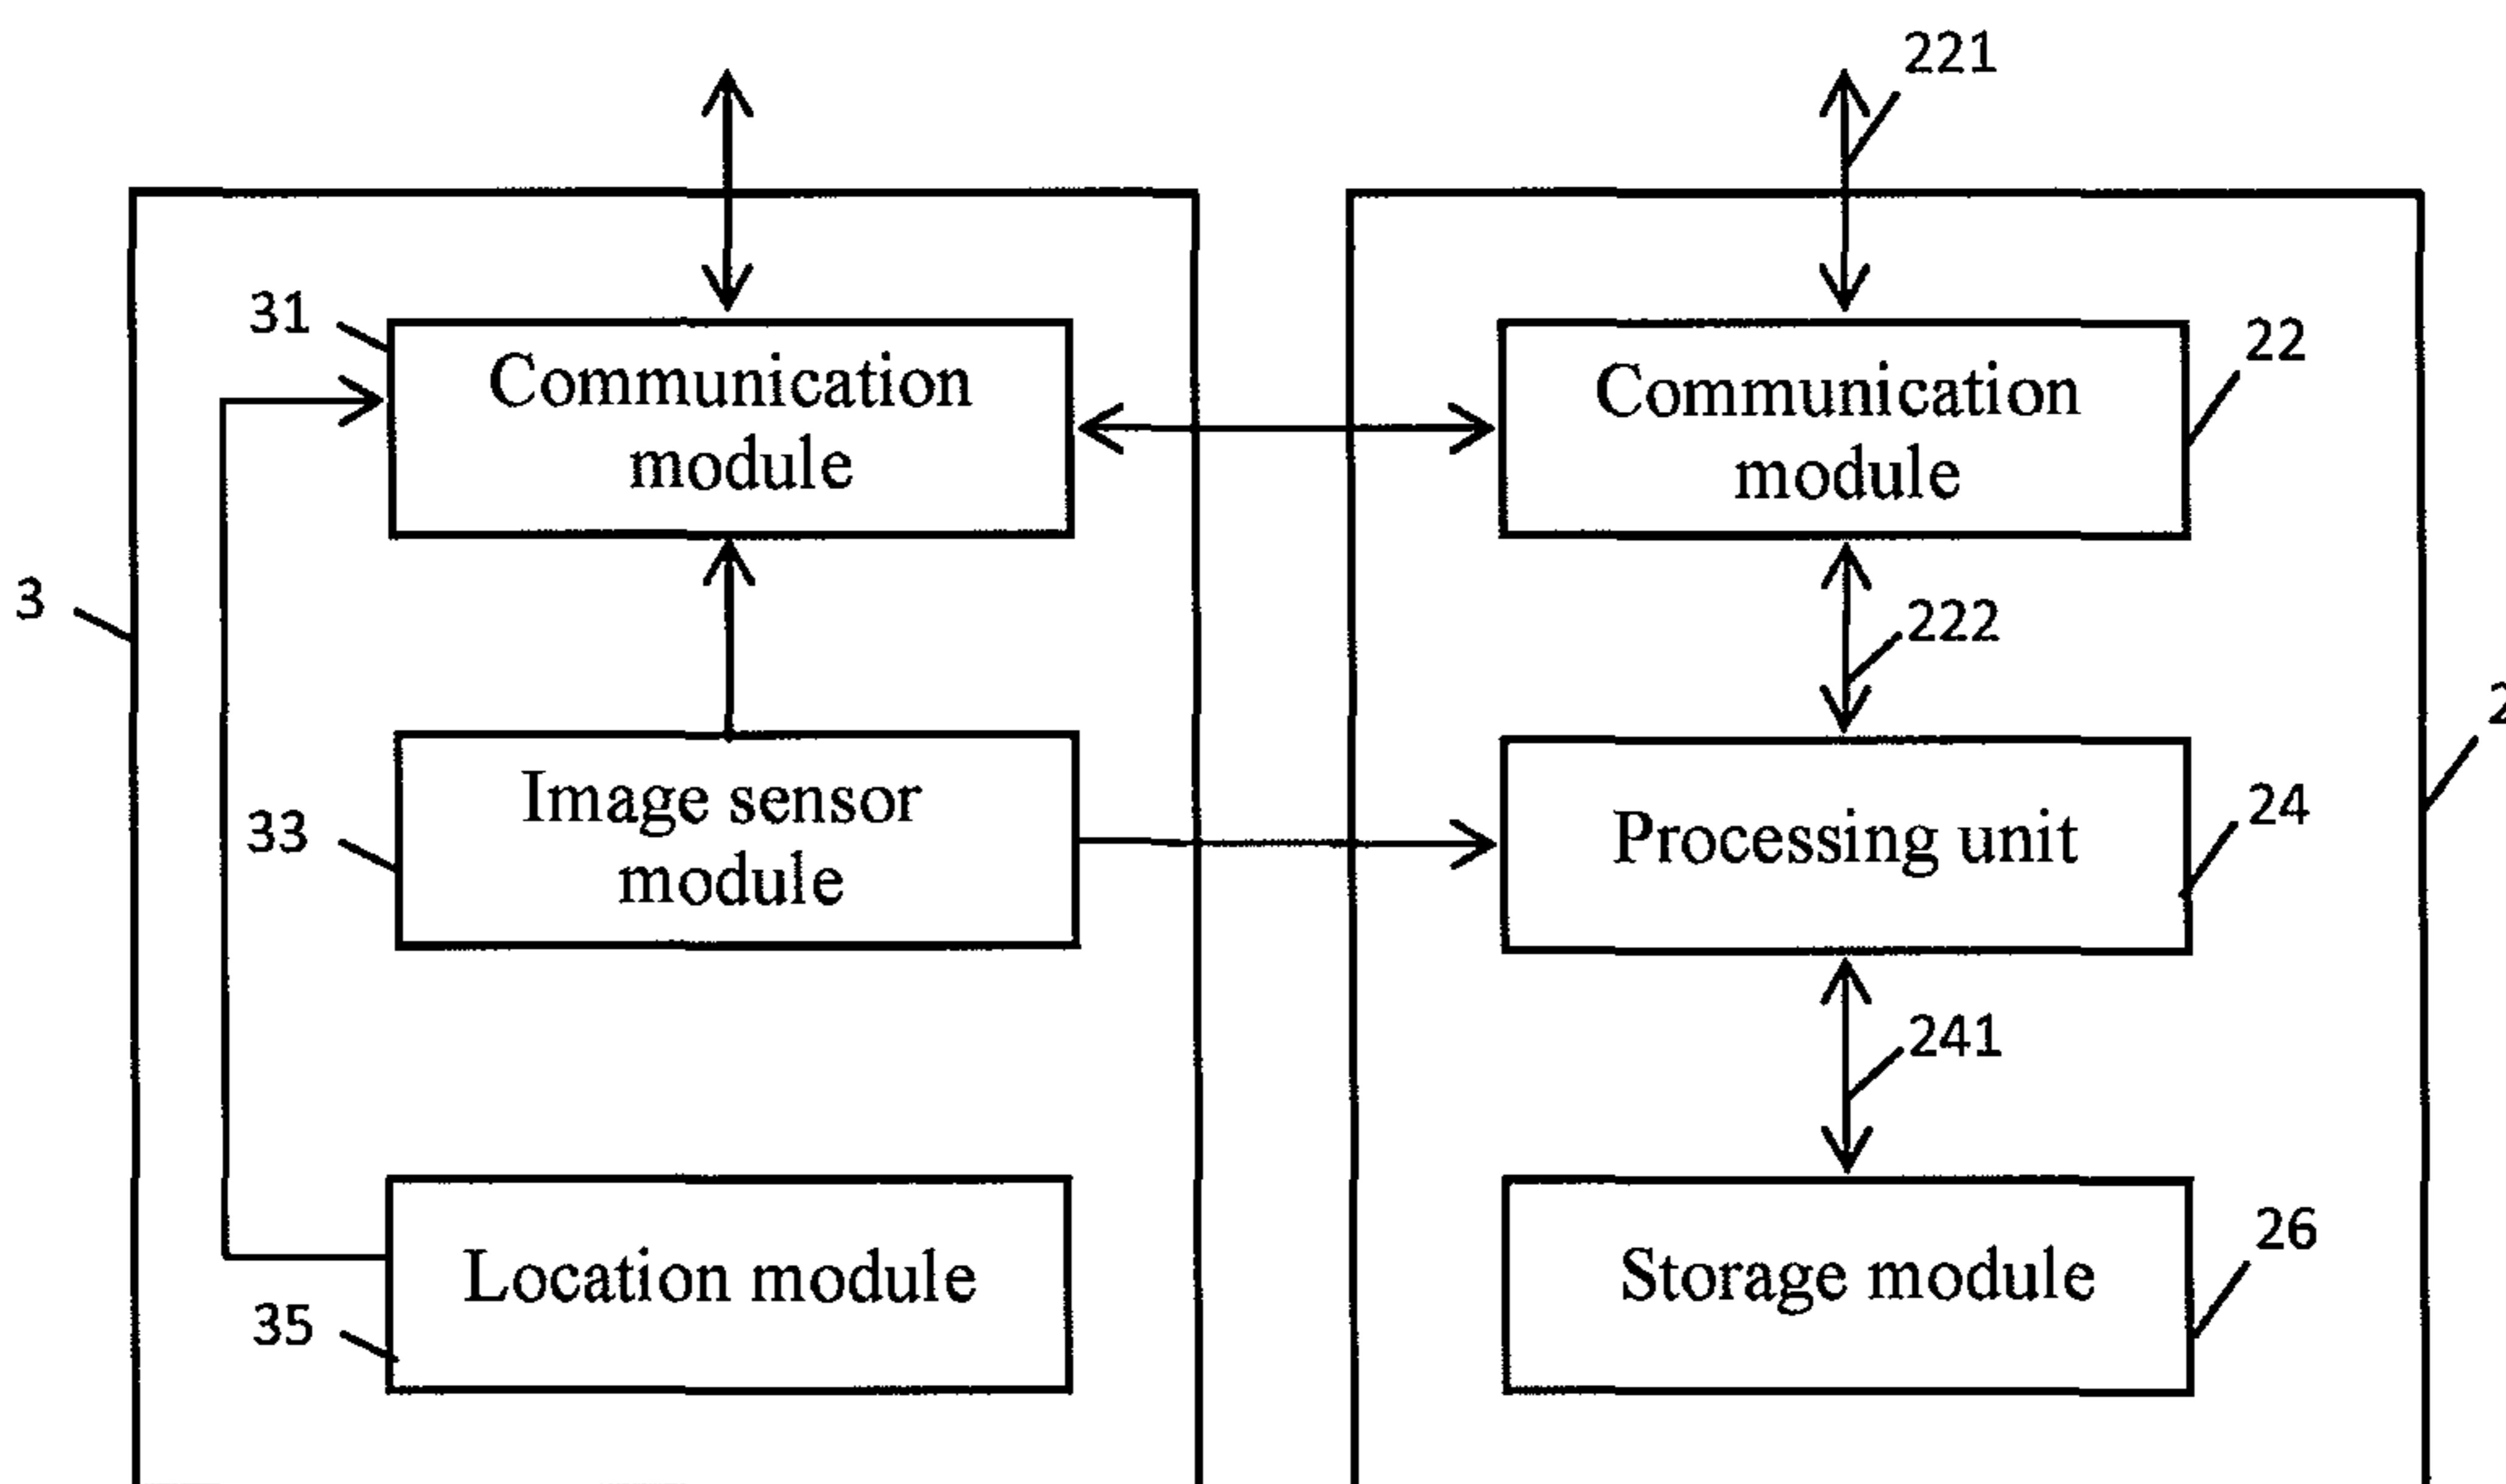 221
31
Communication
module
Communication
module
22
3
222
2
33
Image sensor
module
Processing unit
24
241
35
Location module
Storage module
26